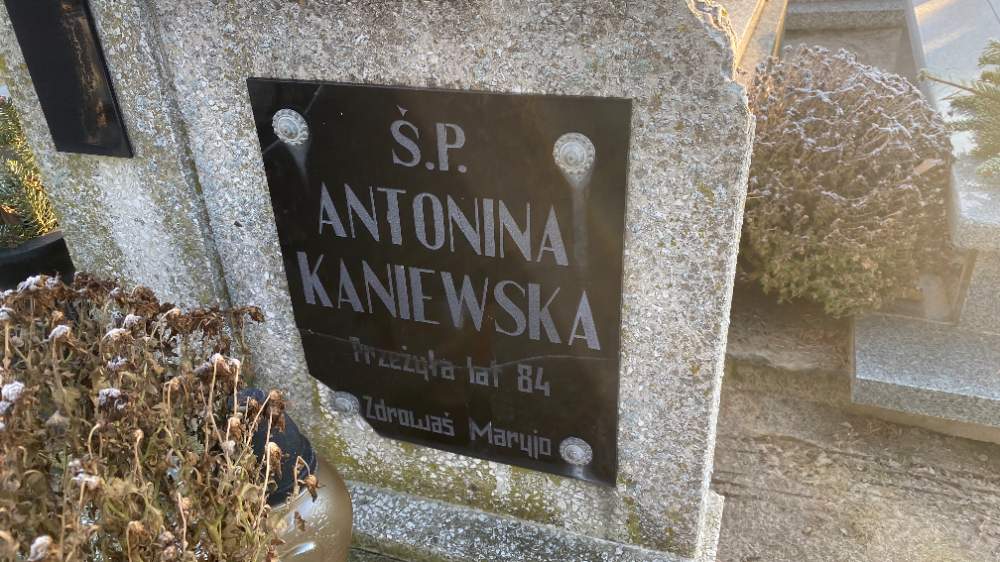 Ś.P.
ANTONINA
KANIEWSKA
Przeżyła lat 84
Zdrowaś Maryjo